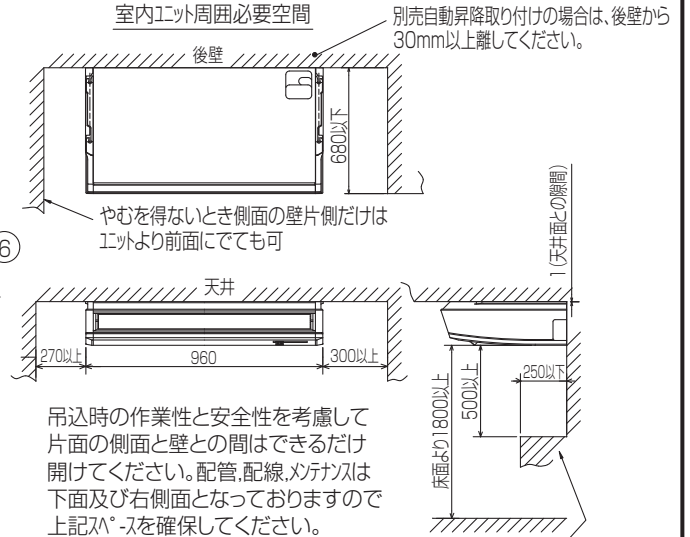 室内ユニット周囲必要空間
別売自動昇降取り付けの場合は、後壁から
30mm以上離してください。
後壁
680以下
やむを得ないとき側面の壁片側だけは
ユニットより前面にでても可
6
1(天井面との隙間)
天井
270以上
960
300以上
床面より1800以上
500以上
250以下
吊込時の作業性と安全性を考慮して
片面の側面と壁との間はできるだけ
開けてください。配管,配線,メンテナンスは
下面及び右側面となっておりますので
上記スペ-スを確保してください。